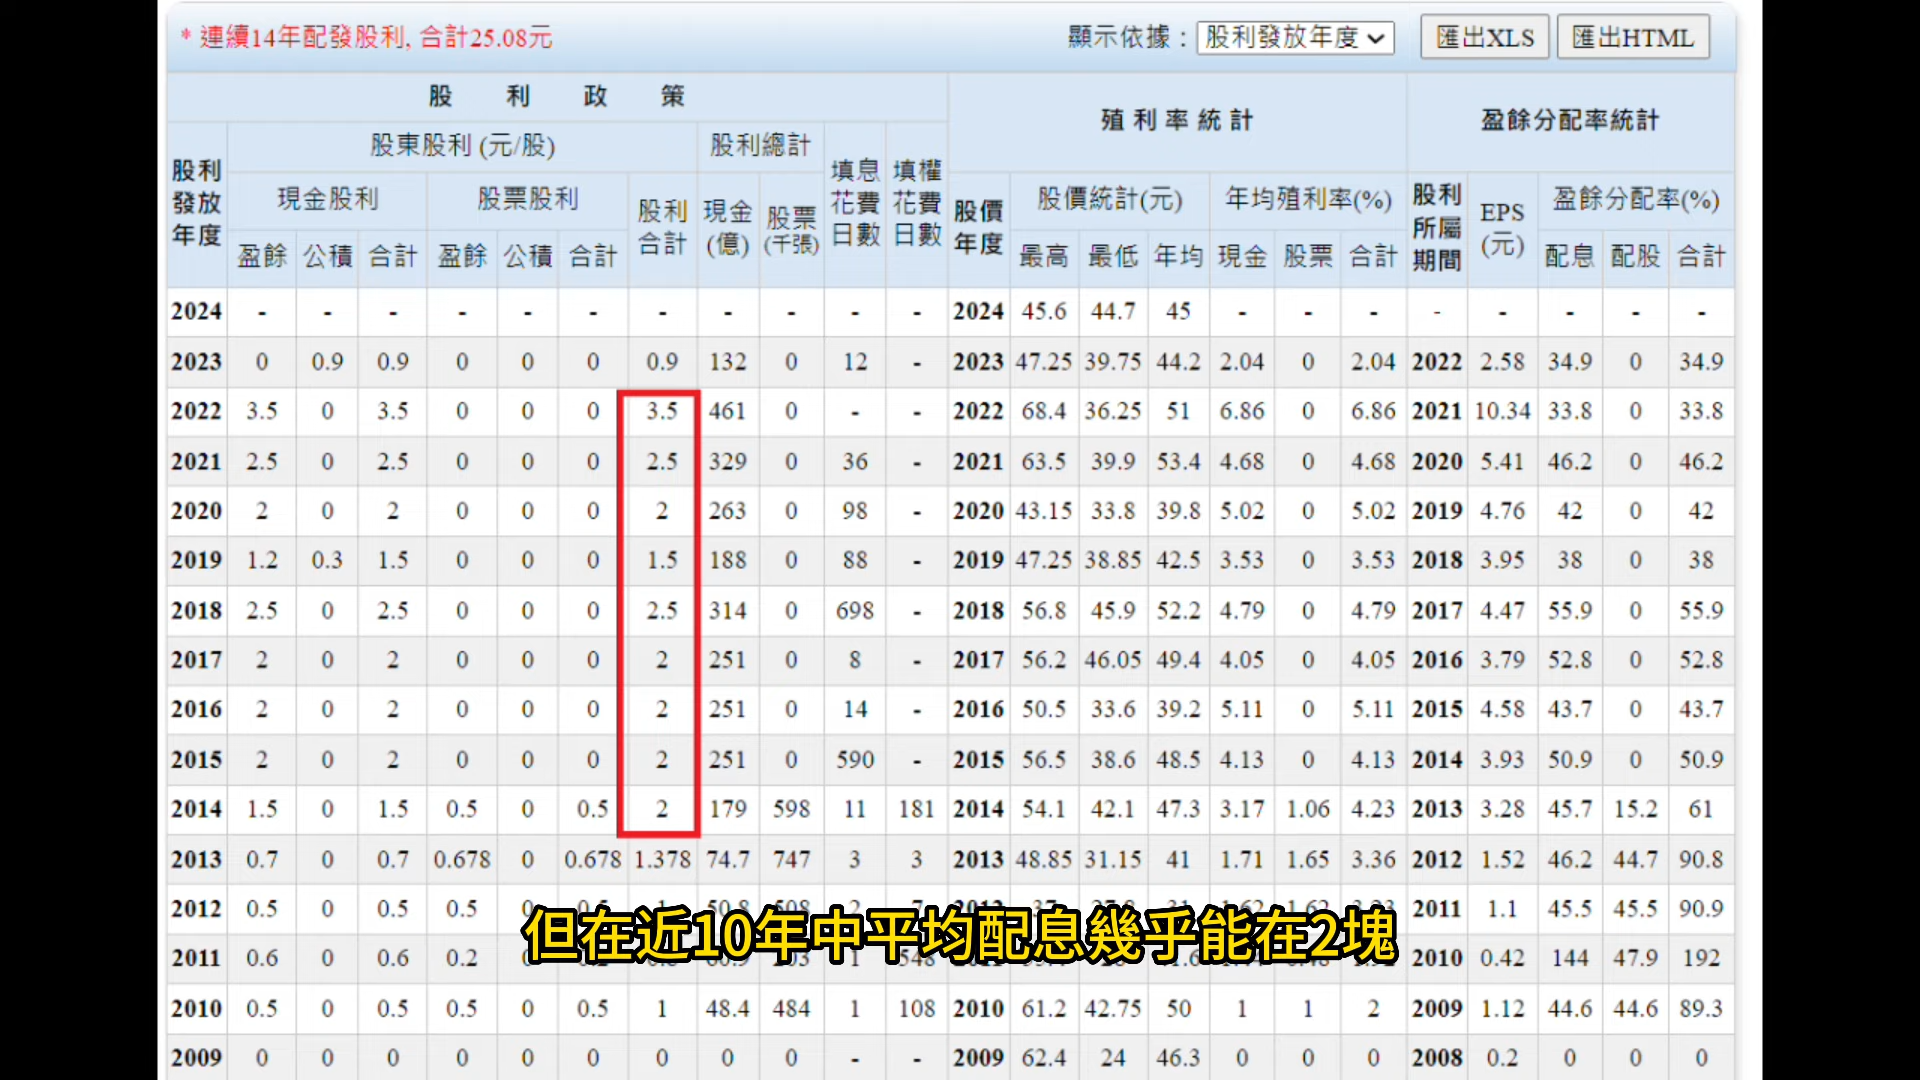 * 連續14年配發股利, 合計25.08元 顯示依據： 股利發放年度 匯出XLS 匯出HTML
股利政策 殖利率統計 盈餘分配率統計
股利發放年度 股東股利 (元/股) 股利總計 填息花費日數 填權花費日數 股價年度 股價統計(元) 年均殖利率(%) 股利所屬期間 EPS(元) 盈餘分配率(%)
現金股利 股票股利 股利合計 現金(億) 股票(千張)
盈餘 公積 合計 盈餘 公積 合計 最高 最低 年均 現金 股票 合計 配息 配股 合計
2024 - - - - - - - - - - - 2024 45.6 44.7 45 - - - - - - - -
2023 0 0.9 0.9 0 0 0 0.9 132 0 12 - 2023 47.25 39.75 44.2 2.04 0 2.04 2022 2.58 34.9 0 34.9
2022 3.5 0 3.5 0 0 0 3.5 461 0 - - 2022 68.4 36.25 51 6.86 0 6.86 2021 10.34 33.8 0 33.8
2021 2.5 0 2.5 0 0 0 2.5 329 0 36 - 2021 63.5 39.9 53.4 4.68 0 4.68 2020 5.41 46.2 0 46.2
2020 2 0 2 0 0 0 2 263 0 98 - 2020 43.15 33.8 39.8 5.02 0 5.02 2019 4.76 42 0 42
2019 1.2 0.3 1.5 0 0 0 1.5 188 0 88 - 2019 47.25 38.85 42.5 3.53 0 3.53 2018 3.95 38 0 38
2018 2.5 0 2.5 0 0 0 2.5 314 0 698 - 2018 56.8 45.9 52.2 4.79 0 4.79 2017 4.47 55.9 0 55.9
2017 2 0 2 0 0 0 2 251 0 8 - 2017 56.2 46.05 49.4 4.05 0 4.05 2016 3.79 52.8 0 52.8
2016 2 0 2 0 0 0 2 251 0 14 - 2016 50.5 33.6 39.2 5.11 0 5.11 2015 4.58 43.7 0 43.7
2015 2 0 2 0 0 0 2 251 0 590 - 2015 56.5 38.6 48.5 4.13 0 4.13 2014 3.93 50.9 0 50.9
2014 1.5 0 1.5 0.5 0 0.5 2 179 598 11 181 2014 54.1 42.1 47.3 3.17 1.06 4.23 2013 3.28 45.7 15.2 61
2013 0.7 0 0.7 0.678 0 0.678 1.378 74.7 747 3 3 2013 48.85 31.15 41 1.71 1.65 3.36 2012 1.52 46.2 44.7 90.8
2012 0.5 0 0.5 0.5 2011 1.1 45.5 45.5 90.9
但在近10年中平均配息幾乎能在2塊
2011 0.6 0 0.6 0.2 2010 0.42 144 47.9 192
2010 0.5 0 0.5 0.5 0 0.5 1 48.4 484 1 108 2010 61.2 42.75 50 1 1 2 2009 1.12 44.6 44.6 89.3
2009 0 0 0 0 0 0 0 0 0 - - 2009 62.4 24 46.3 0 0 0 2008 0.2 0 0 0